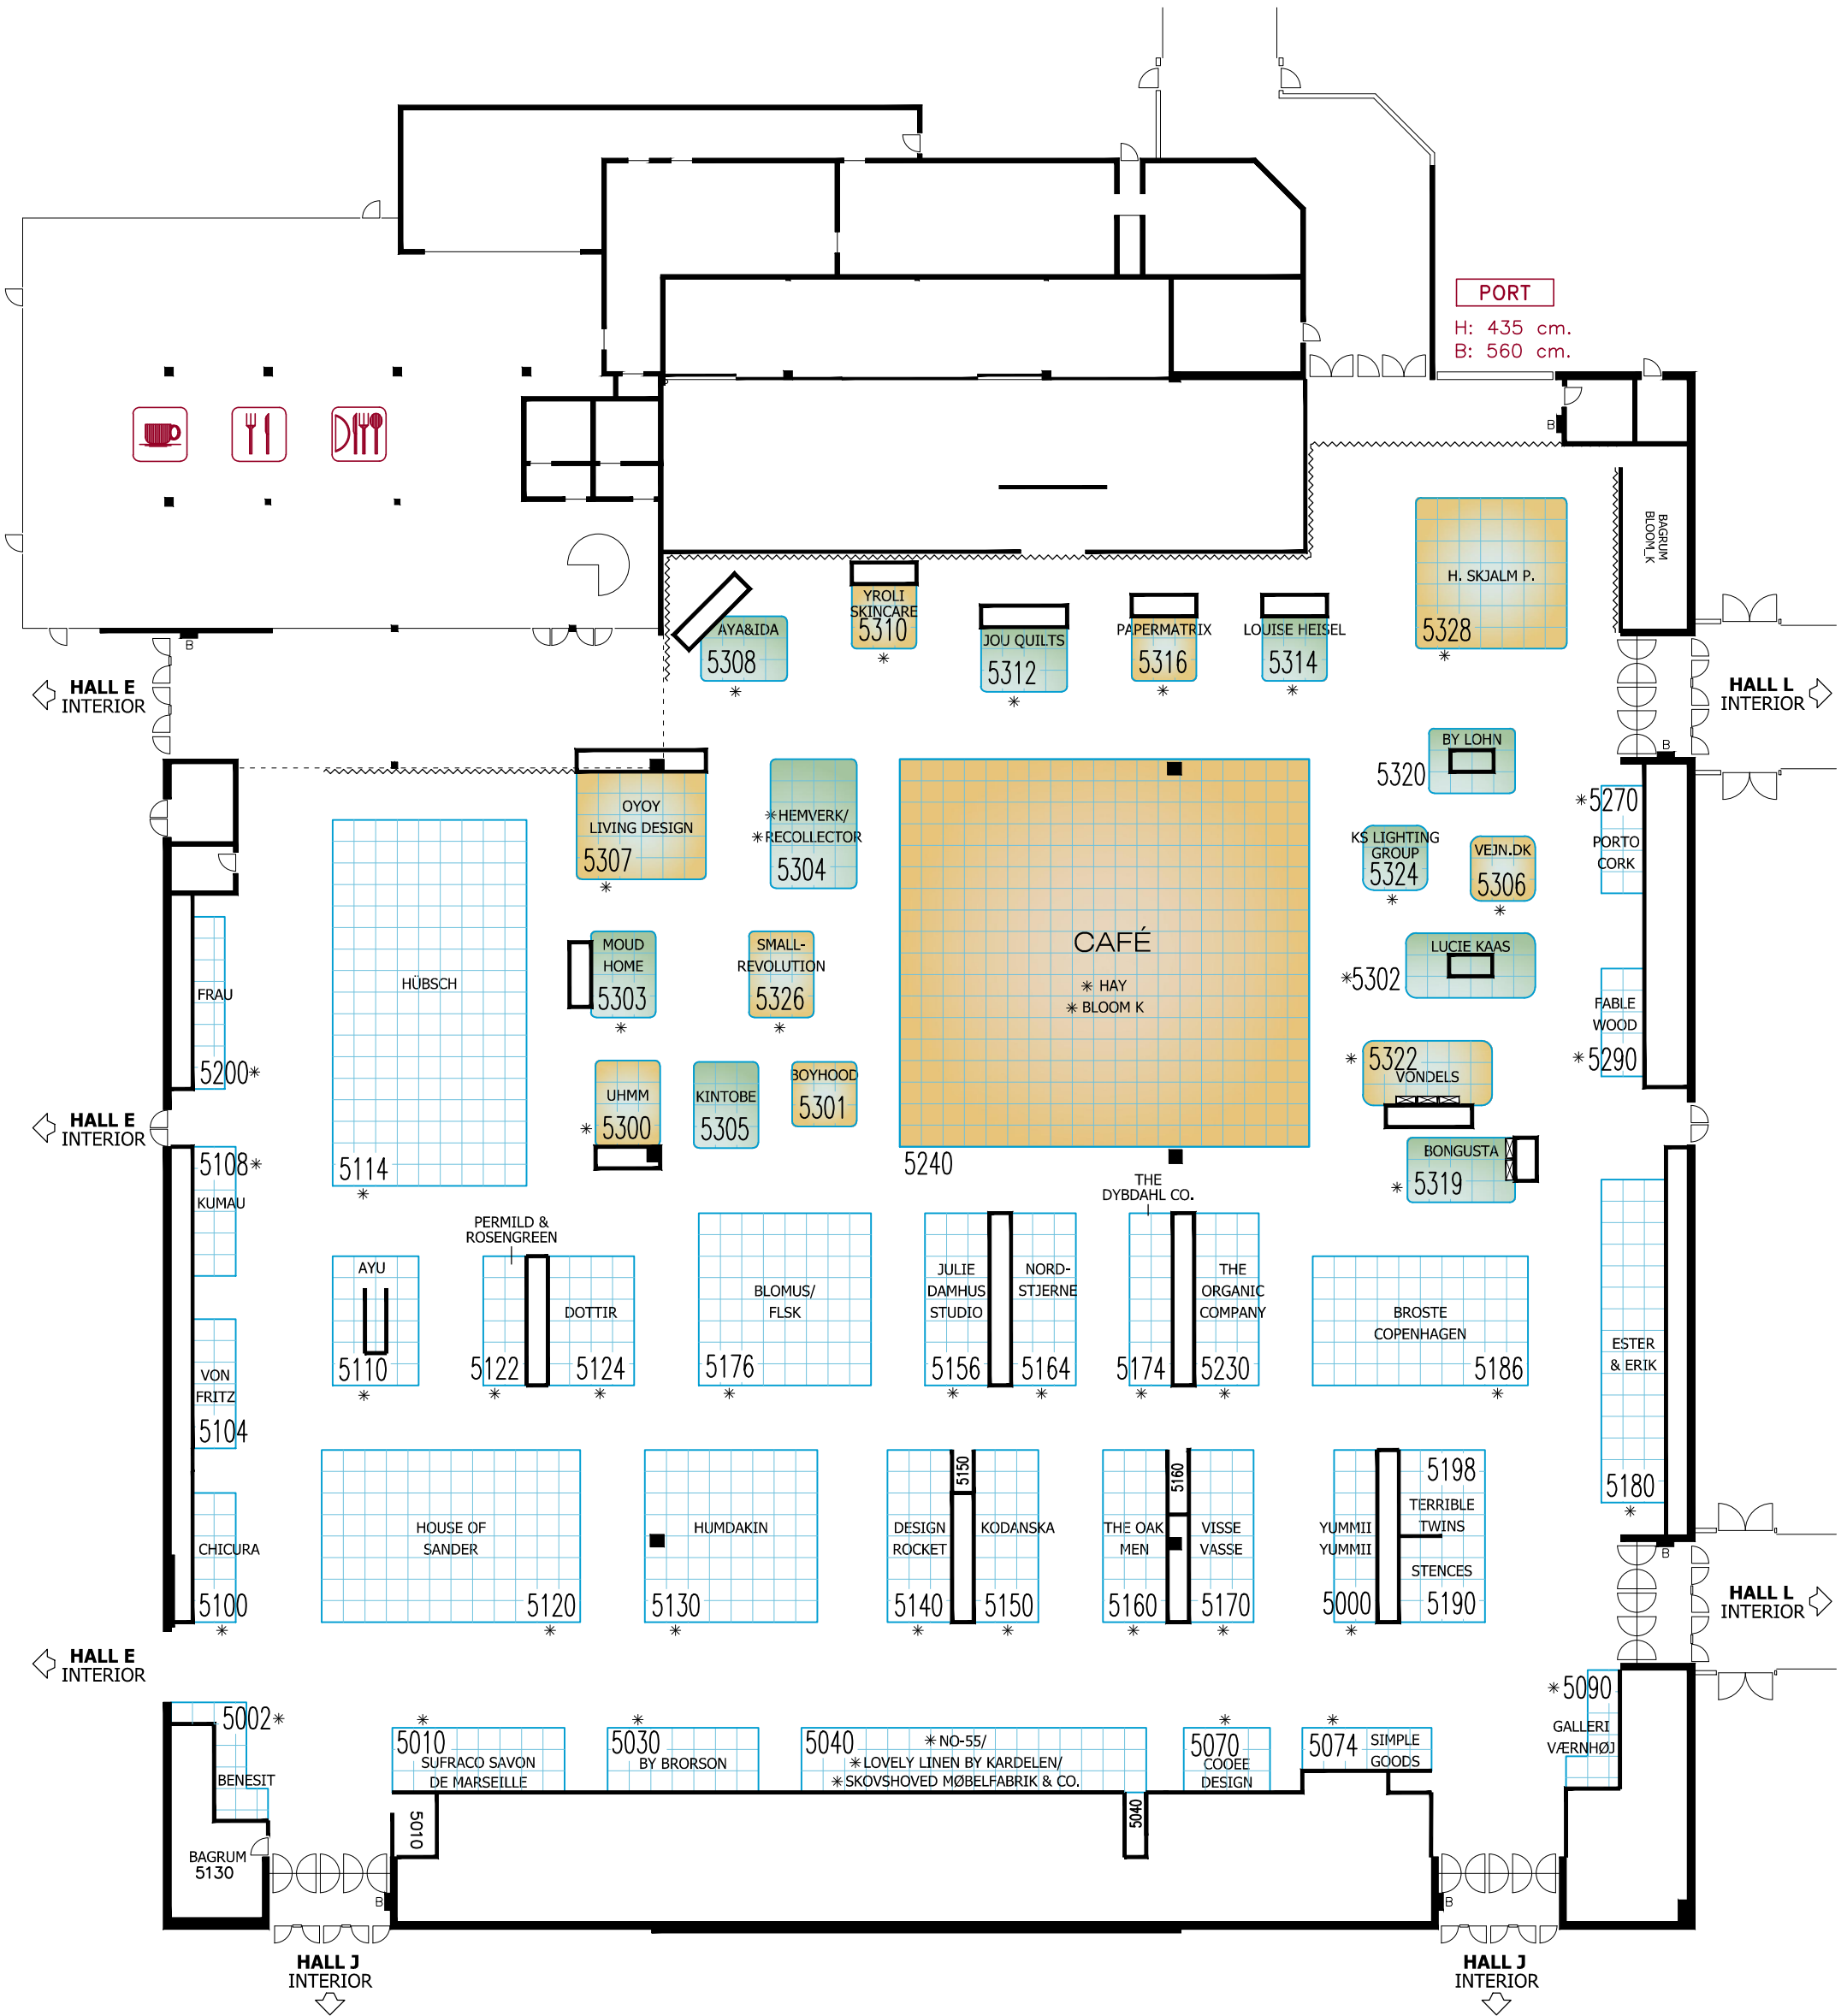 PORT
H: 435 cm.
B: 560 cm.
B
BAGRUM
BLOOM_K
H. SKJALM P.
5328
YROLI
SKINCARE
5310
AYA&IDA
5308
JOU QUILTS
5312
PAPERMATRIX
5316
LOUISE HEISEL
5314
B
HALL E
INTERIOR
HALL L
INTERIOR
BY LOHN
5320
B
OYOY
LIVING DESIGN
5307
HEMVERK/
RECOLLECTOR
5304
5270
PORTO
CORK
KS LIGHTING
GROUP
5324
VEJN.DK
5306
HÜBSCH
5114
MOUD
HOME
5303
SMALL-
REVOLUTION
5326
CAFÉ
HAY
BLOOM K
5240
LUCIE KAAS
5302
FRAU
5200
FABLE
WOOD
5290
5322
VONDELS
UHMM
5300
KINTOBE
5305
BOYHOOD
5301
HALL E
INTERIOR
5108
KUMAU
BONGUSTA
5319
THE
DYBDAHL CO.
PERMILD &
ROSENGREEN
AYU
5110
5122
DOTTIR
5124
BLOMUS/
FLSK
5176
JULIE
DAMHUS
STUDIO
5156
NORD-
STJERNE
5164
5174
THE
ORGANIC
COMPANY
5230
BROSTE
COPENHAGEN
5186
ESTER
& ERIK
5180
VON
FRITZ
5104
CHICURA
5100
HOUSE OF
SANDER
5120
HUMDAKIN
5130
DESIGN
ROCKET
5140
5150
KODANSKA
5150
THE OAK
MEN
5160
5160
VISSE
VASSE
5170
YUMMII
YUMMII
5000
5198
TERRIBLE
TWINS
STENCES
5190
B
HALL L
INTERIOR
HALL E
INTERIOR
5002
BENESIT
5010
SUFRACO SAVON
DE MARSEILLE
5030
BY BRORSON
5040
NO-55/
LOVELY LINEN BY KARDELEN/
SKOVSHOVED MØBELFABRIK & CO.
5070
COOEE
DESIGN
5074
SIMPLE
GOODS
5090
GALLERI
VÆRNHØJ
5010
5040
BAGRUM
5130
B
B
HALL J
INTERIOR
HALL J
INTERIOR